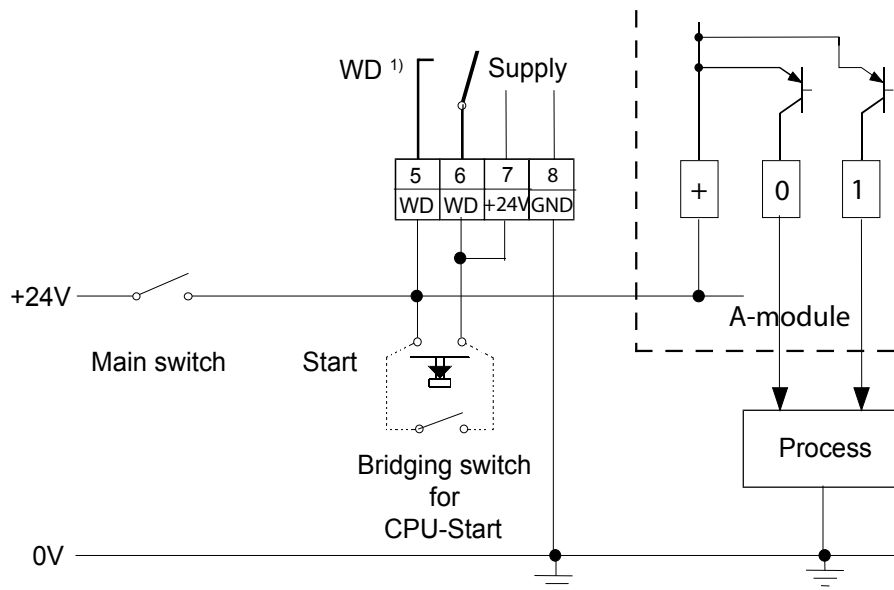 WD ¹⁾ Supply
5 6 7 8
WD WD +24V GND
+ 0 1
+24V
A-module
Main switch
Start
Process
Bridging switch
for
CPU-Start
0V